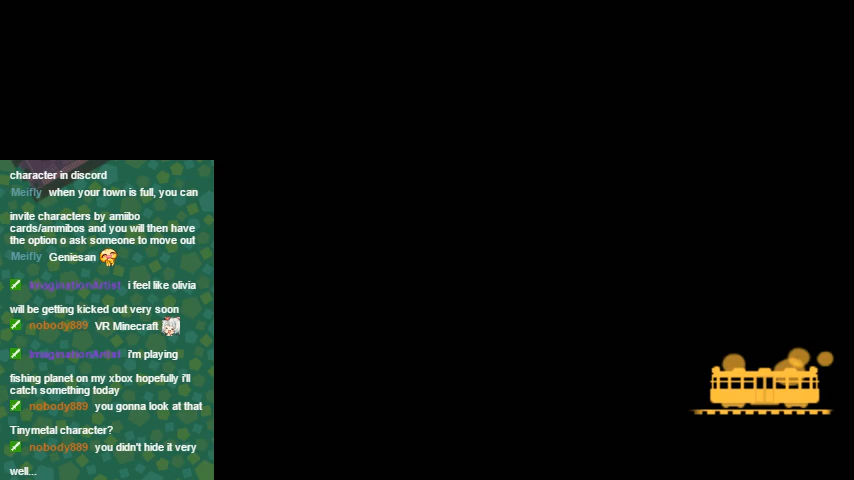 character in discord
Meifly when your town is full, you can
invite characters by amiibo
cards/ammibos and you will then have
the option o ask someone to move out
Meifly Geniesan
ImaginationArtist i feel like olivia
will be getting kicked out very soon
nobody889 VR Minecraft
ImaginationArtist i'm playing
fishing planet on my xbox hopefully i'll
catch something today
nobody889 you gonna look at that
Tinymetal character?
nobody889 you didn't hide it very
well...